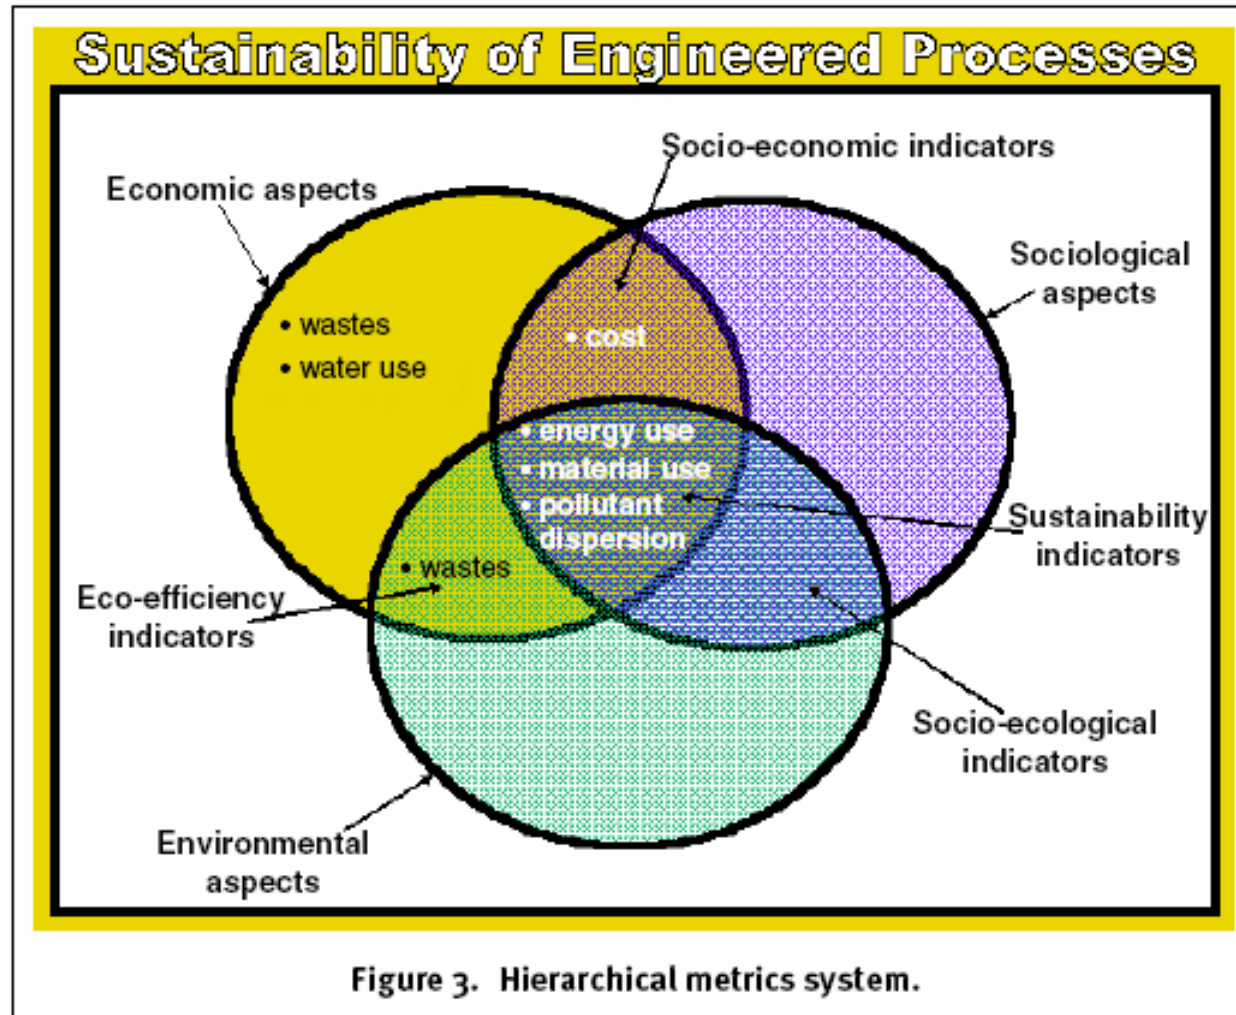 Sustainability of Engineered Processes
Socio-economic indicators
Economic aspects
Sociological
aspects
• wastes
• water use
• cost
• energy use
• material use
• pollutant
dispersion
Sustainability
indicators
• wastes
Eco-efficiency
indicators
Socio-ecological
indicators
Environmental
aspects
Figure 3. Hierarchical metrics system.